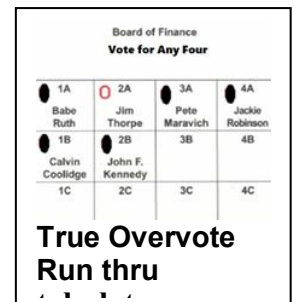 Board of Finance
Vote for Any Four
1A 2A 3A 4A
Babe Jim Pete Jackie
Ruth Thorpe Maravich Robinson
1B 2B 3B 4B
Calvin John F.
Coolidge Kennedy
1C 2C 3C 4C
True Overvote
Run thru